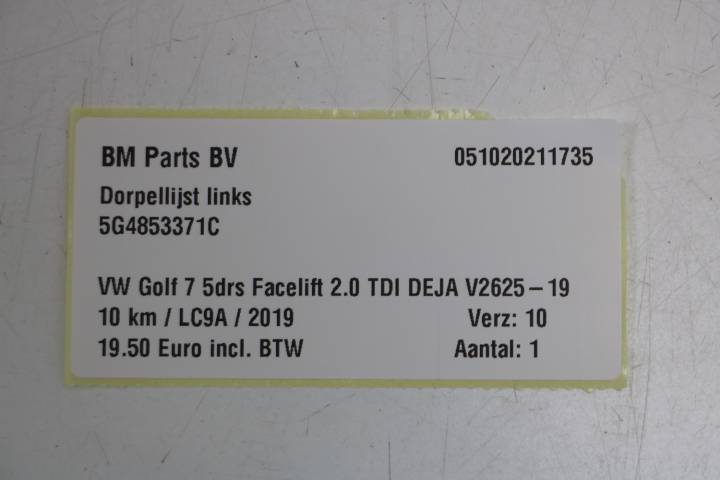 BM Parts BV 051020211735
Dorpellijst links
5G4853371C
VW Golf 7 5drs Facelift 2.0 TDI DEJA V2625 – 19
10 km / LC9A / 2019 Verz: 10
19.50 Euro incl. BTW Aantal: 1